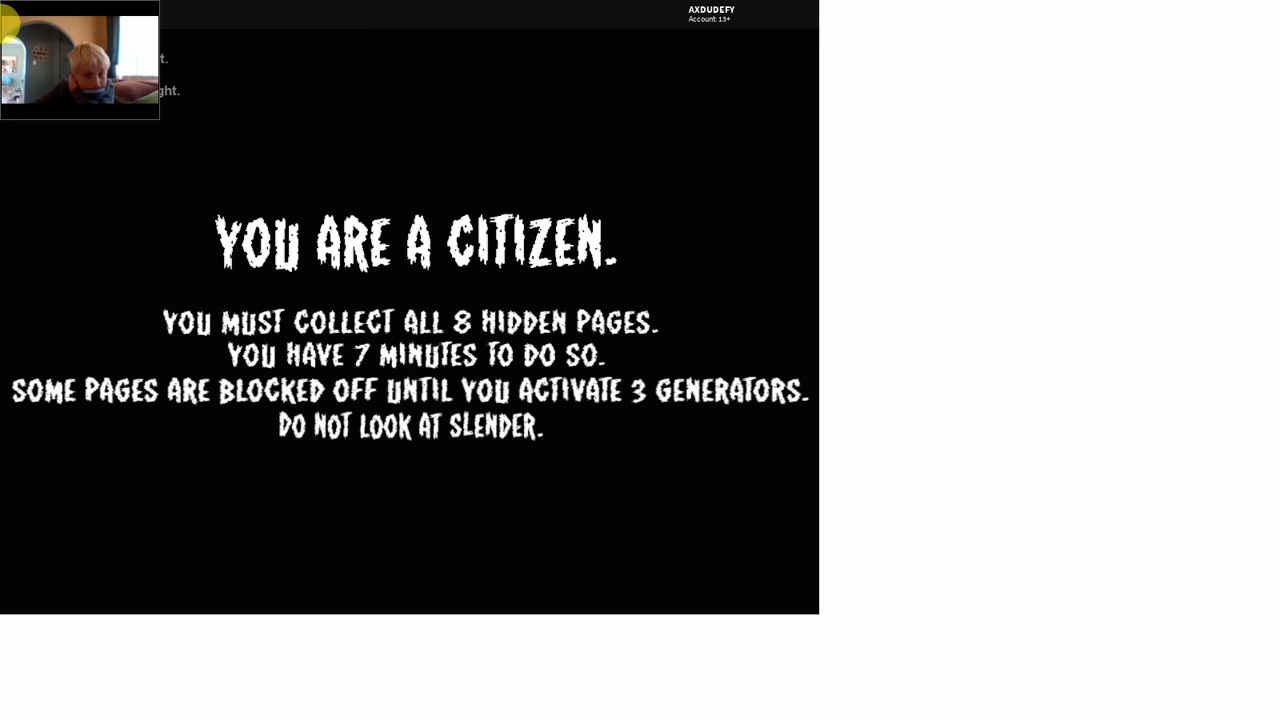 AXDUDEFY
Account: 13+
t.
ght.
YOU ARE A CITIZEN.
YOU MUST COLLECT ALL 8 HIDDEN PAGES.
YOU HAVE 7 MINUTES TO DO SO.
SOME PAGES ARE BLOCKED OFF UNTIL YOU ACTIVATE 3 GENERATORS.
DO NOT LOOK AT SLENDER.